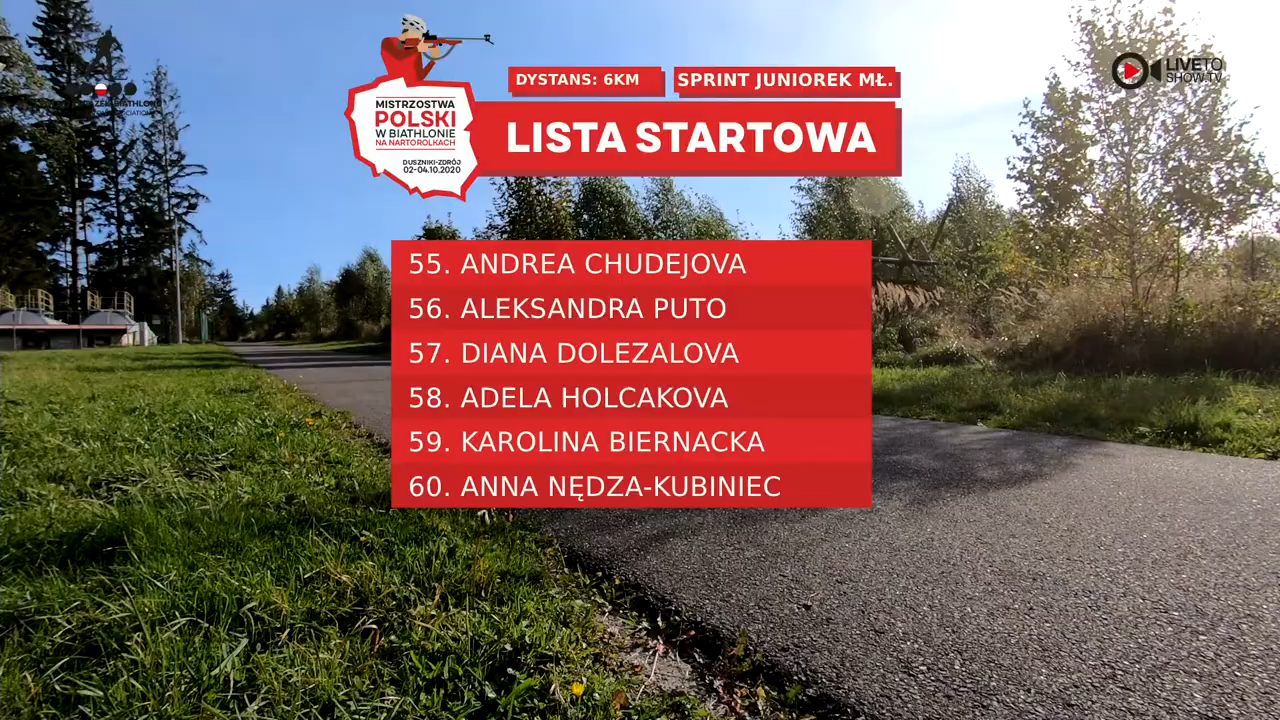 DYSTANS: 6KM
SPRINT JUNIOREK MŁ.
LISTA STARTOWA
MISTRZOSTWA
POLSKI
W BIATHLONIE
NA NARTOROLKACH
DUSZNIKI-ZDRÓJ
02-04.10.2020
LIVETO
SHOW.TV
55. ANDREA CHUDEJOVA
56. ALEKSANDRA PUTO
57. DIANA DOLEZALOVA
58. ADELA HOLCAKOVA
59. KAROLINA BIERNACKA
60. ANNA NĘDZA-KUBINIEC